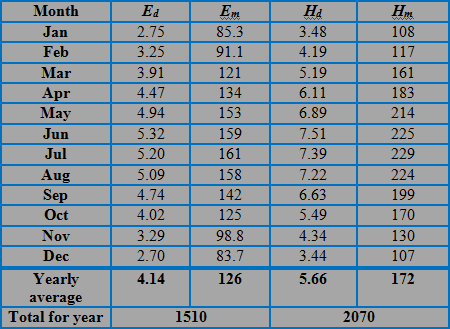 Month Ed Em Hd Hm
Jan 2.75 85.3 3.48 108
Feb 3.25 91.1 4.19 117
Mar 3.91 121 5.19 161
Apr 4.47 134 6.11 183
May 4.94 153 6.89 214
Jun 5.32 159 7.51 225
Jul 5.20 161 7.39 229
Aug 5.09 158 7.22 224
Sep 4.74 142 6.63 199
Oct 4.02 125 5.49 170
Nov 3.29 98.8 4.34 130
Dec 2.70 83.7 3.44 107
Yearly 4.14 126 5.66 172
average
Total for year 1510 2070